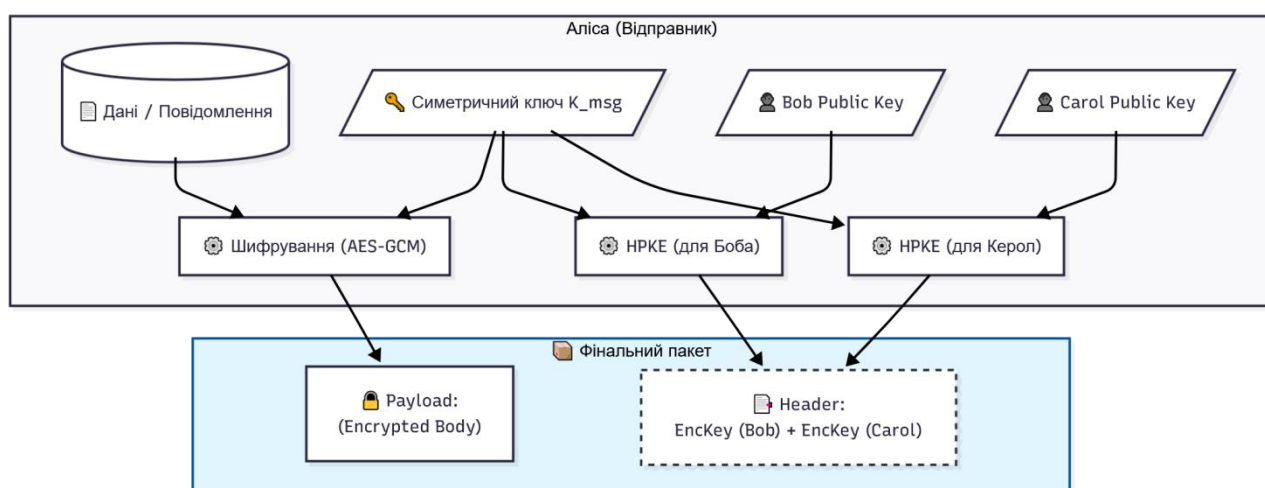 Аліса (Відправник)
Дані / Повідомлення
Симетричний ключ K_msg
Bob Public Key
Carol Public Key
Шифрування (AES-GCM)
HPKE (для Боба)
HPKE (для Керол)
Фінальний пакет
Payload:
(Encrypted Body)
Header:
EncKey (Bob) + EncKey (Carol)